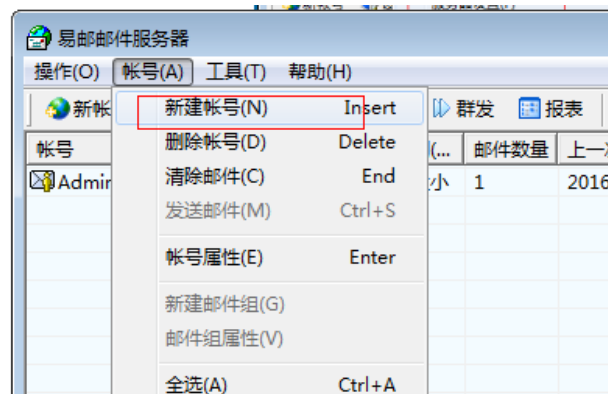 易邮邮件服务器
操作(O) 帐号(A) 工具(T) 帮助(H)
新帐 群发 报表
帐号 邮件数量 上一
Admin 小 1 2016
新建帐号(N) Insert
删除帐号(D) Delete
清除邮件(C) End
发送邮件(M) Ctrl+S
帐号属性(E) Enter
新建邮件组(G)
邮件组属性(V)
全选(A) Ctrl+A